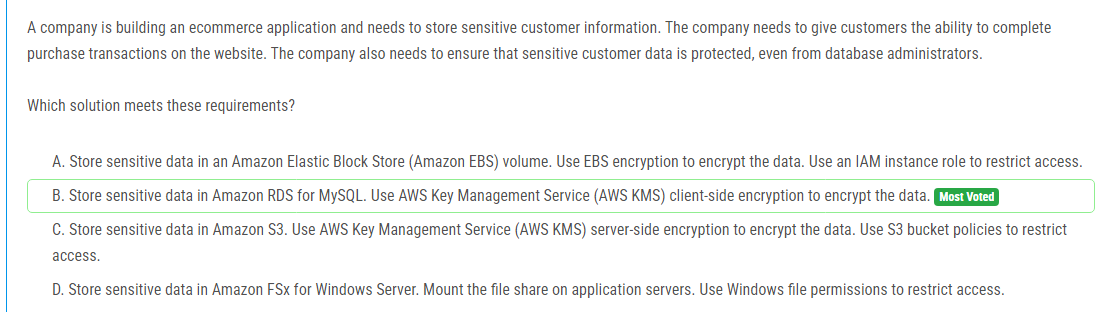 A company is building an ecommerce application and needs to store sensitive customer information. The company needs to give customers the ability to complete
purchase transactions on the website. The company also needs to ensure that sensitive customer data is protected, even from database administrators.
Which solution meets these requirements?
A. Store sensitive data in an Amazon Elastic Block Store (Amazon EBS) volume. Use EBS encryption to encrypt the data. Use an IAM instance role to restrict access.
B. Store sensitive data in Amazon RDS for MySQL. Use AWS Key Management Service (AWS KMS) client-side encryption to encrypt the data. Most Voted
C. Store sensitive data in Amazon S3. Use AWS Key Management Service (AWS KMS) server-side encryption to encrypt the data. Use S3 bucket policies to restrict
access.
D. Store sensitive data in Amazon FSx for Windows Server. Mount the file share on application servers. Use Windows file permissions to restrict access.